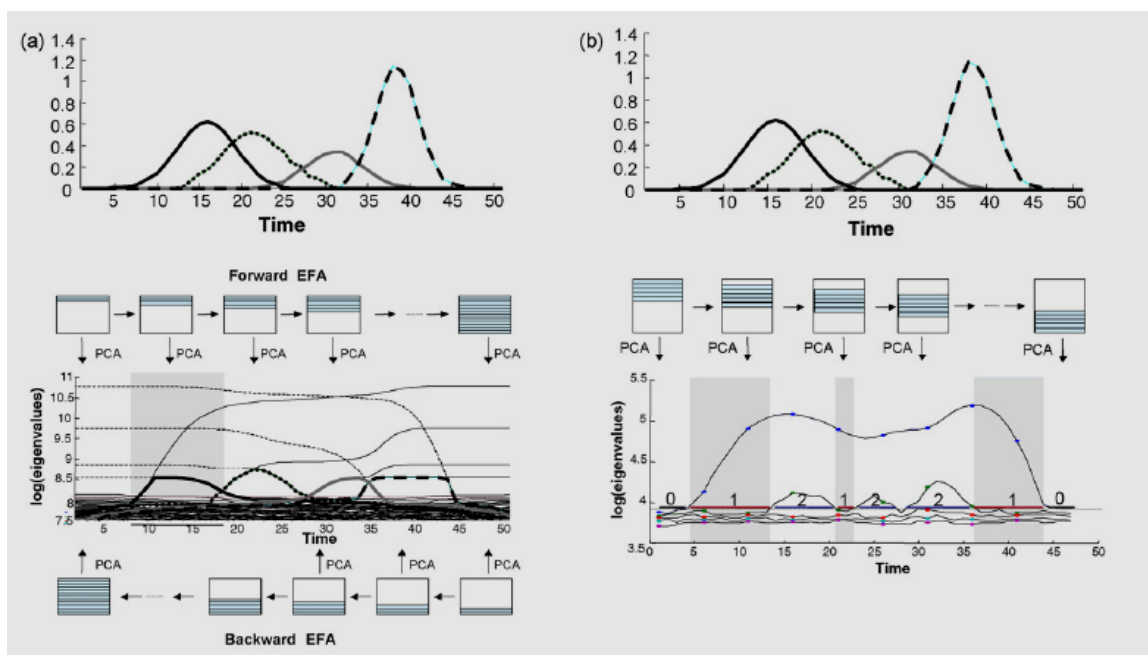 (a)
1.4
1.2
1
0.8
0.6
0.4
0.2
0
5 10 15 20 25 30 35 40 45 50
Time
Forward EFA
PCA PCA PCA PCA PCA
log(eigenvalues)
11
10.5
9.5
9
8.5
8
7.5
5 10 15 20 25 30 35 40 45 50
Time
PCA PCA PCA PCA
Backward EFA
(b)
1.4
1.2
1
0.8
0.6
0.4
0.2
0
5 10 15 20 25 30 35 40 45 50
Time
PCA PCA PCA PCA PCA
log(eigenvalues)
5.5
5
4.5
4
3.5
0 1 2 1 2 2 1 0
0 5 10 15 20 25 30 35 40 45 50
Time